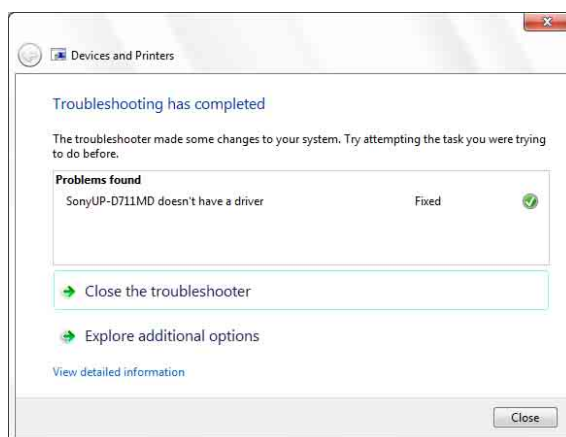 Devices and Printers
Troubleshooting has completed
The troubleshooter made some changes to your system. Try attempting the task you were trying
to do before.
Problems found
SonyUP-D711MD doesn't have a driver Fixed
Close the troubleshooter
Explore additional options
View detailed information
Close